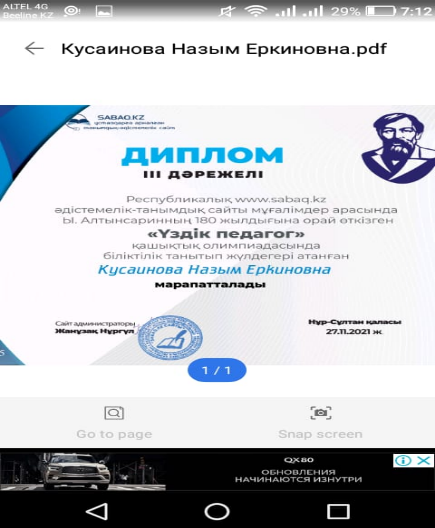 ALTEL 4G
Beeline KZ
29%
7:12
Кусаинова Назым Еркиновна.pdf
SABAQ.KZ
ДИПЛОМ
III ДӘРЕЖЕЛІ
Республикалық www.sabaq.kz
әдістемелік-танымдық сайты мұғалімдер арасында
Ы. Алтынсариннің 180 жылдығына орай өткізген
«Үздік педагог»
қашықтық олимпиадасында
біліктілік танытып жүлдегері атанған
Кусаинова Назым Еркиновна
марапатталады
Сайт администраторы
Жанұзақ Нұргүл
Нұр-Сұлтан қаласы
27.11.2021 ж.
1 / 1
Go to page
Snap screen
QX80
ОБНОВЛЕНИЯ
НАЧИНАЮТСЯ ИЗНУТРИ